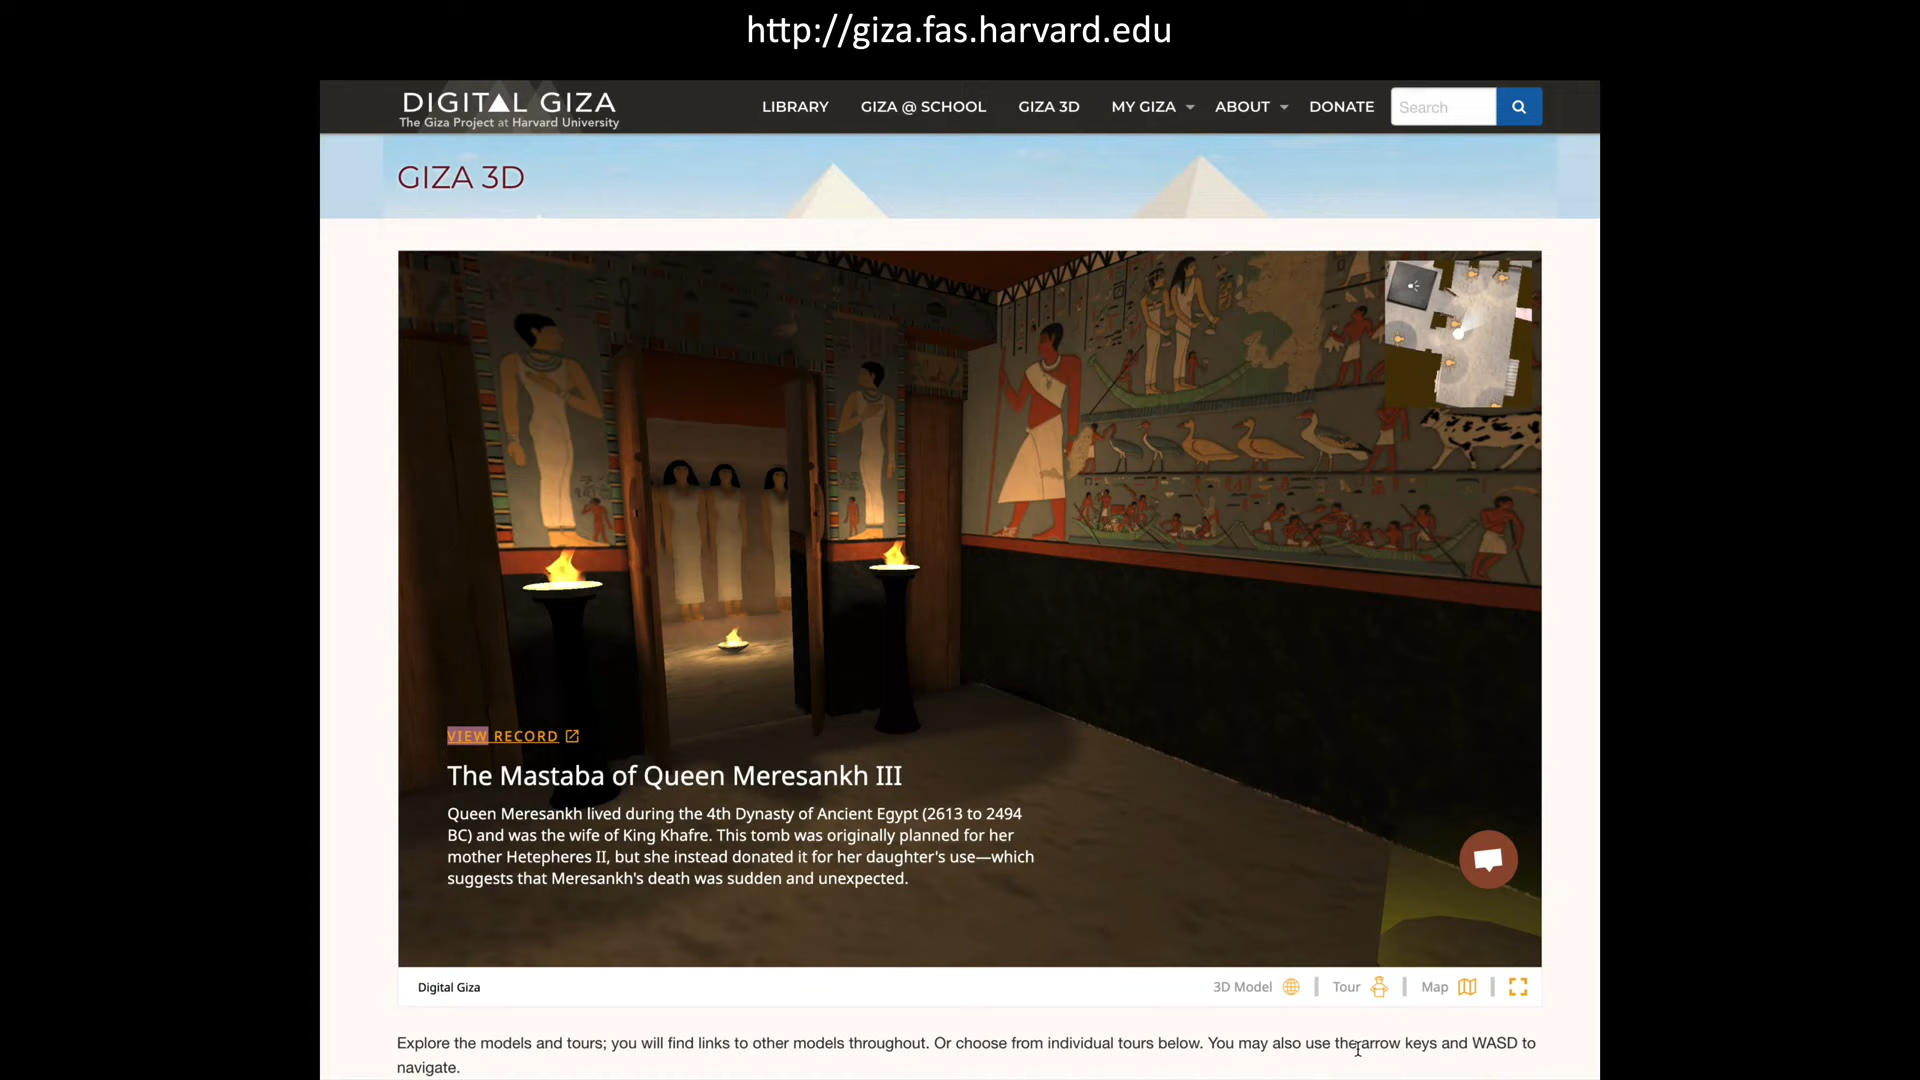 http://giza.fas.harvard.edu
DIGITAL GIZA
The Giza Project at Harvard University
LIBRARY GIZA @ SCHOOL GIZA 3D MY GIZA ABOUT DONATE Search
GIZA 3D
VIEW RECORD
The Mastaba of Queen Meresankh III
Queen Meresankh lived during the 4th Dynasty of Ancient Egypt (2613 to 2494
BC) and was the wife of King Khafre. This tomb was originally planned for her
mother Hetepheres II, but she instead donated it for her daughter's use—which
suggests that Meresankh's death was sudden and unexpected.
Digital Giza 3D Model Tour Map
Explore the models and tours; you will find links to other models throughout. Or choose from individual tours below. You may also use the arrow keys and WASD to
navigate.